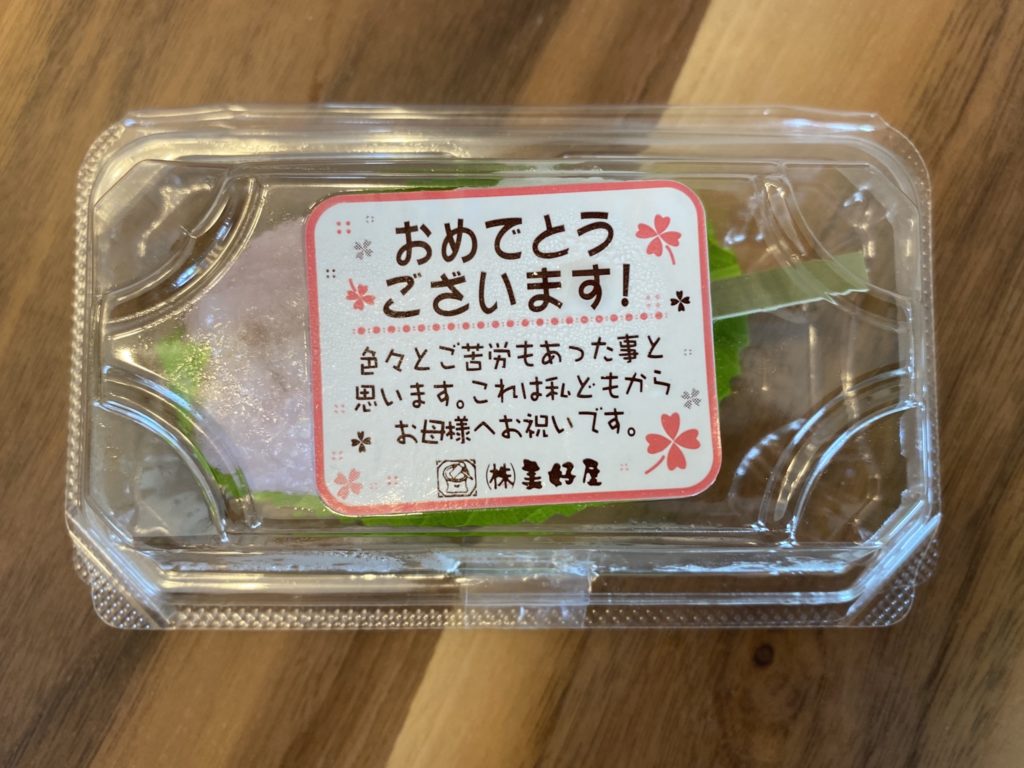 おめでとう
ございます!
色々とご苦労もあった事と
思います。これは私どもから
お母様へお祝いです。
(株)美好屋